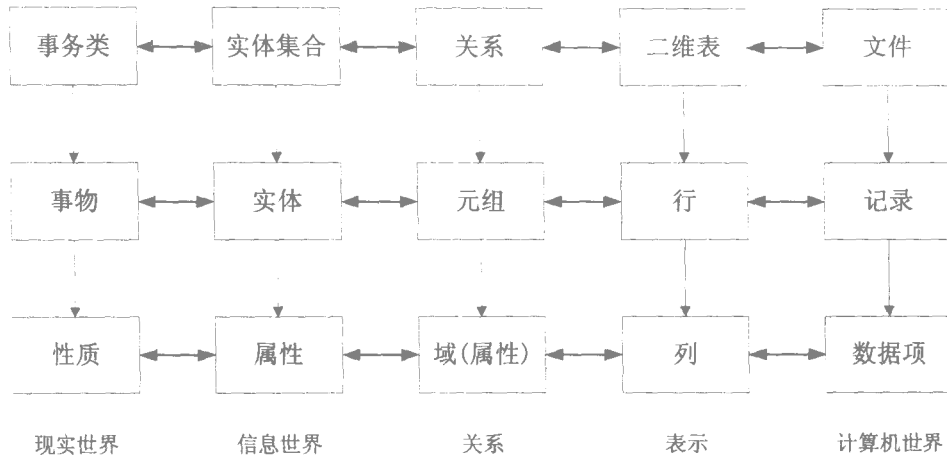 事务类 实体集合 关系 二维表 文件
事物 实体 元组 行 记录
性质 属性 域(属性) 列 数据项
现实世界 信息世界 关系 表示 计算机世界